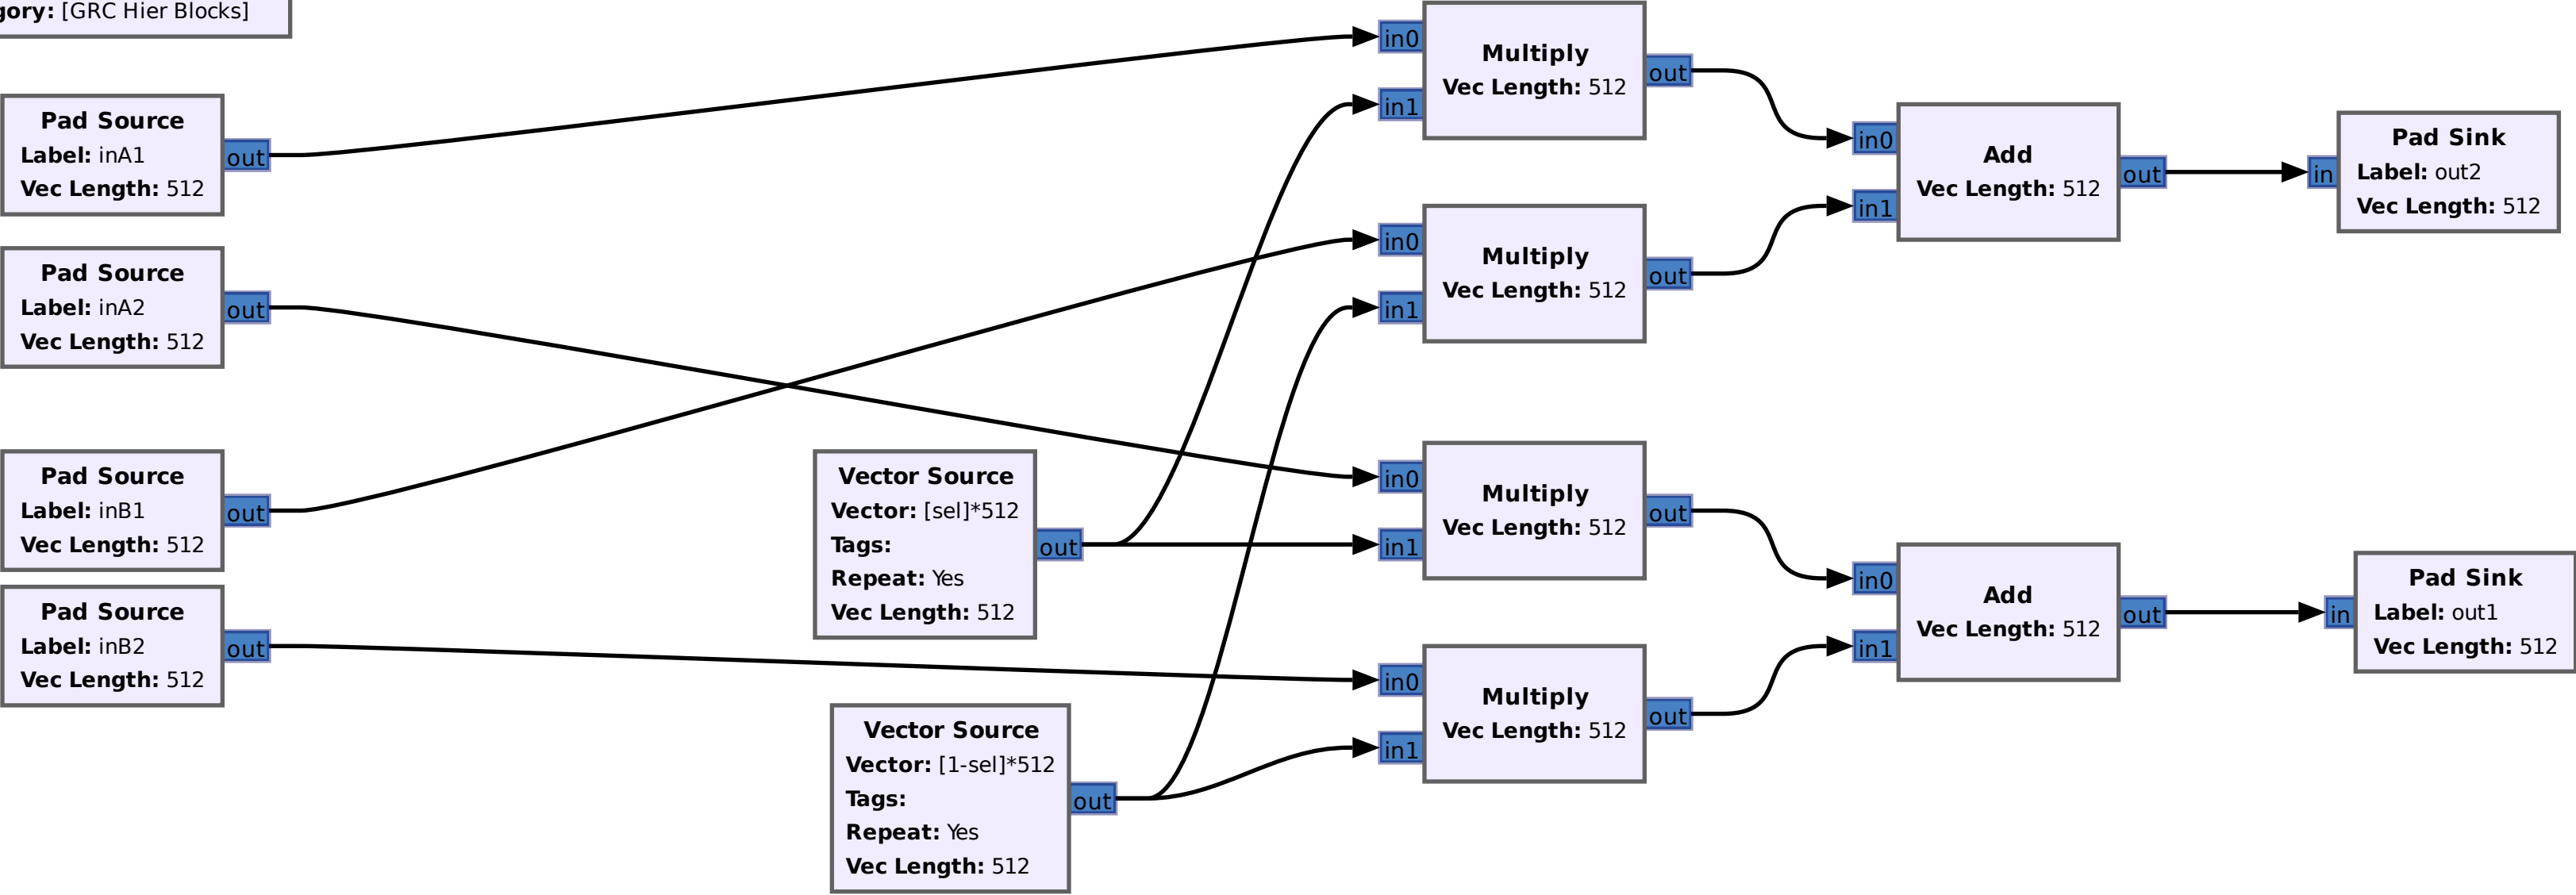 gory: [GRC Hier Blocks]
Pad Source
Label: inA1
Vec Length: 512
out
Pad Source
Label: inA2
Vec Length: 512
out
Pad Source
Label: inB1
Vec Length: 512
out
Pad Source
Label: inB2
Vec Length: 512
out
Vector Source
Vector: [sel]*512
Tags:
Repeat: Yes
Vec Length: 512
out
Vector Source
Vector: [1-sel]*512
Tags:
Repeat: Yes
Vec Length: 512
out
in0
in1
Multiply
Vec Length: 512
out
in0
in1
Multiply
Vec Length: 512
out
in0
in1
Multiply
Vec Length: 512
out
in0
in1
Multiply
Vec Length: 512
out
in0
in1
Add
Vec Length: 512
out
in0
in1
Add
Vec Length: 512
out
in
Pad Sink
Label: out2
Vec Length: 512
in
Pad Sink
Label: out1
Vec Length: 512